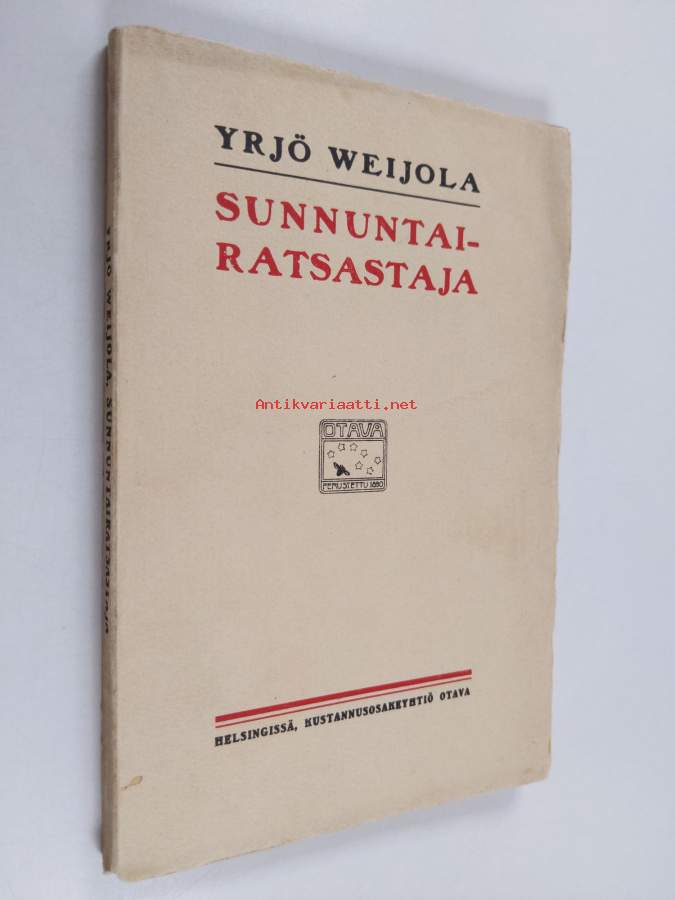 YRJÖ WEIJOLA
SUNNUNTAI-
RATSASTAJA
Antikvariaatti.net
OTAVA
PERUSTETTU 1890
HELSINGISSÄ, KUSTANNUSOSAKEYHTIÖ OTAVA
YRJÖ WEIJOLA. SUNNUNTAIRATSASTAJA